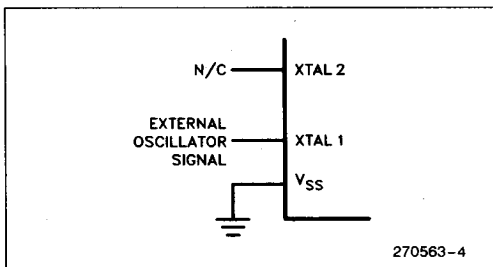 N/C XTAL 2
EXTERNAL
OSCILLATOR XTAL 1
SIGNAL
VSS
270563-4